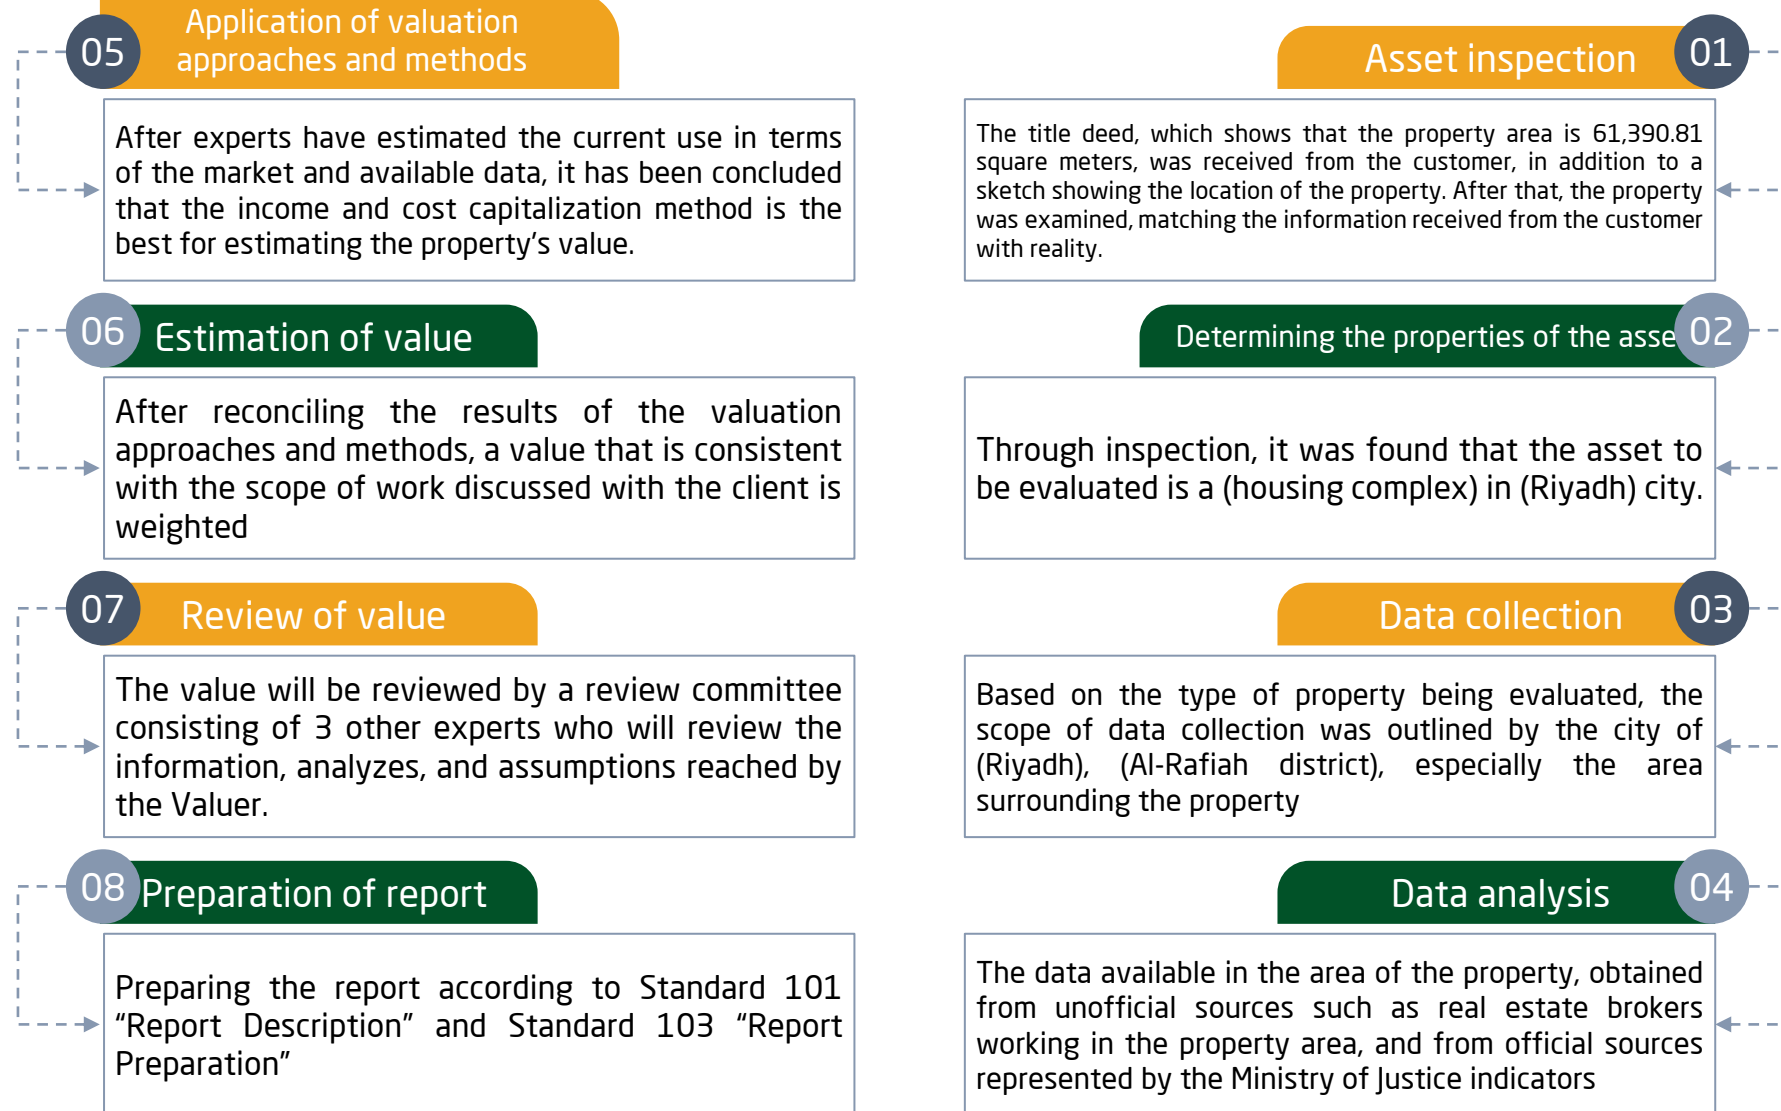 01
Asset inspection
The title deed, which shows that the property area is 61,390.81
square meters, was received from the customer, in addition to a
sketch showing the location of the property. After that, the property
was examined, matching the information received from the customer
with reality.
02
Determining the properties of the asse
Through inspection, it was found that the asset to
be evaluated is a (housing complex) in (Riyadh) city.
03
Data collection
Based on the type of property being evaluated, the
scope of data collection was outlined by the city of
(Riyadh), (Al-Rafiah district), especially the area
surrounding the property
04
Data analysis
The data available in the area of the property, obtained
from unofficial sources such as real estate brokers
working in the property area, and from official sources
represented by the Ministry of Justice indicators
05
Application of valuation
approaches and methods
After experts have estimated the current use in terms
of the market and available data, it has been concluded
that the income and cost capitalization method is the
best for estimating the property’s value.
06
Estimation of value
After reconciling the results of the valuation
approaches and methods, a value that is consistent
with the scope of work discussed with the client is
weighted
07
Review of value
The value will be reviewed by a review committee
consisting of 3 other experts who will review the
information, analyzes, and assumptions reached by
the Valuer.
08
Preparation of report
Preparing the report according to Standard 101
“Report Description” and Standard 103 “Report
Preparation”